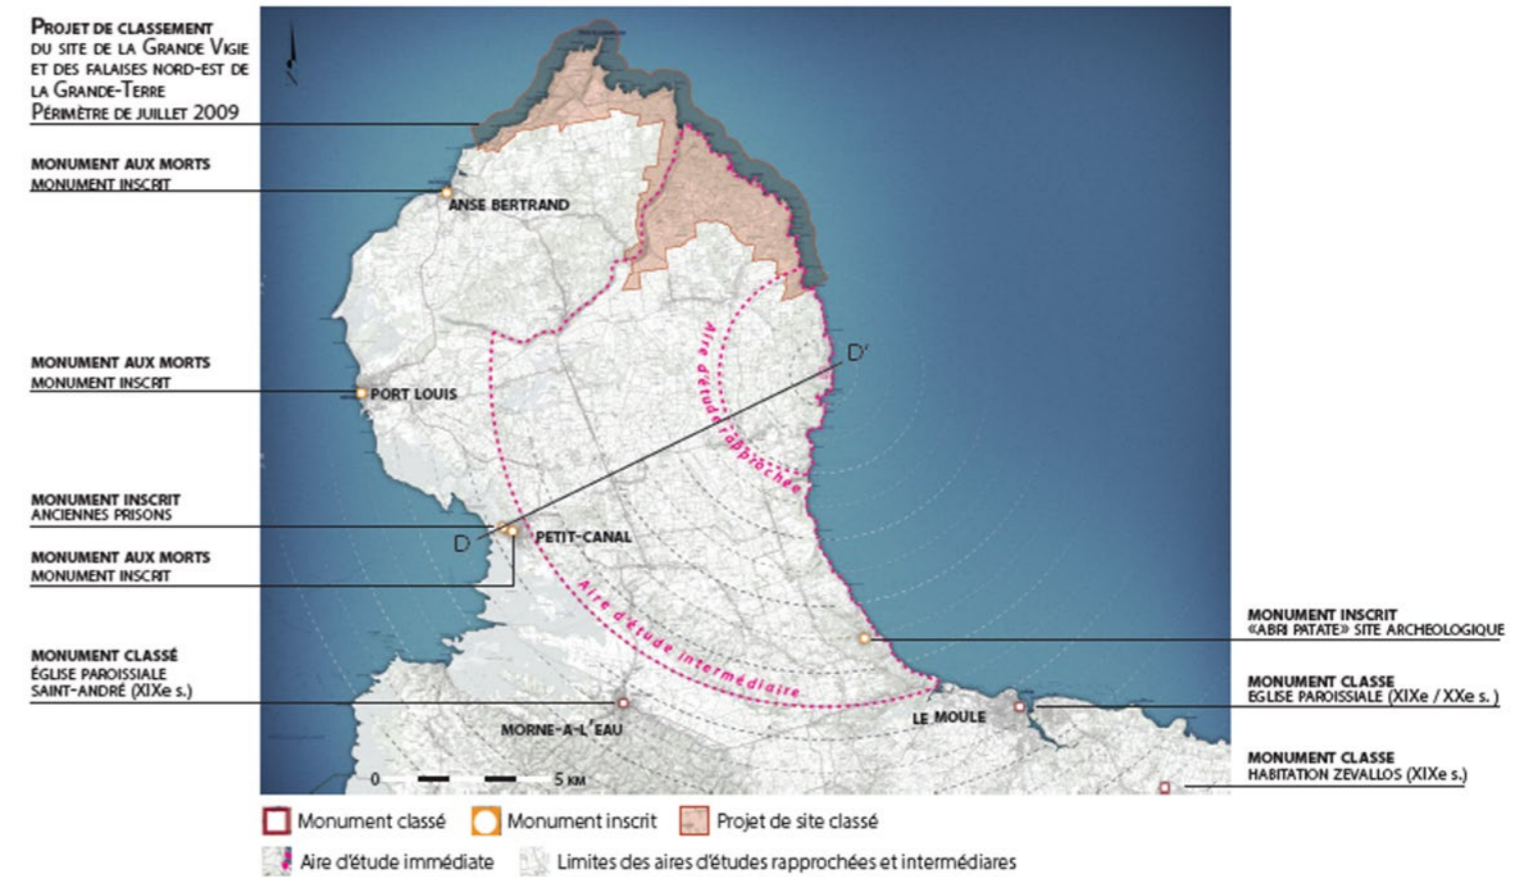 PROJET DE CLASSEMENT
DU SITE DE LA GRANDE VIGIE
ET DES FALAISES NORD-EST DE
LA GRANDE-TERRE
PÉRIMÈTRE DE JUILLET 2009
MONUMENT AUX MORTS
MONUMENT INSCRIT
ANSE BERTRAND
MONUMENT AUX MORTS
MONUMENT INSCRIT
PORT LOUIS
Aire d'étude rapprochée
D'
MONUMENT INSCRIT
ANCIENNES PRISONS
D
PETIT-CANAL
MONUMENT AUX MORTS
MONUMENT INSCRIT
Aire d'étude intermédiaire
MONUMENT INSCRIT
«ABRI PATATE» SITE ARCHEOLOGIQUE
MONUMENT CLASSÉ
ÉGLISE PAROISSIALE
SAINT-ANDRÉ (XIXe s.)
MORNE-A-L'EAU
LE MOULE
MONUMENT CLASSE
EGLISE PAROISSIALE (XIXe / XXe s. )
MONUMENT CLASSE
HABITATION ZEVALLOS (XIXe s.)
0 5 KM
Monument classé Monument inscrit Projet de site classé
Aire d'étude immédiate Limites des aires d'études rapprochées et intermédiares